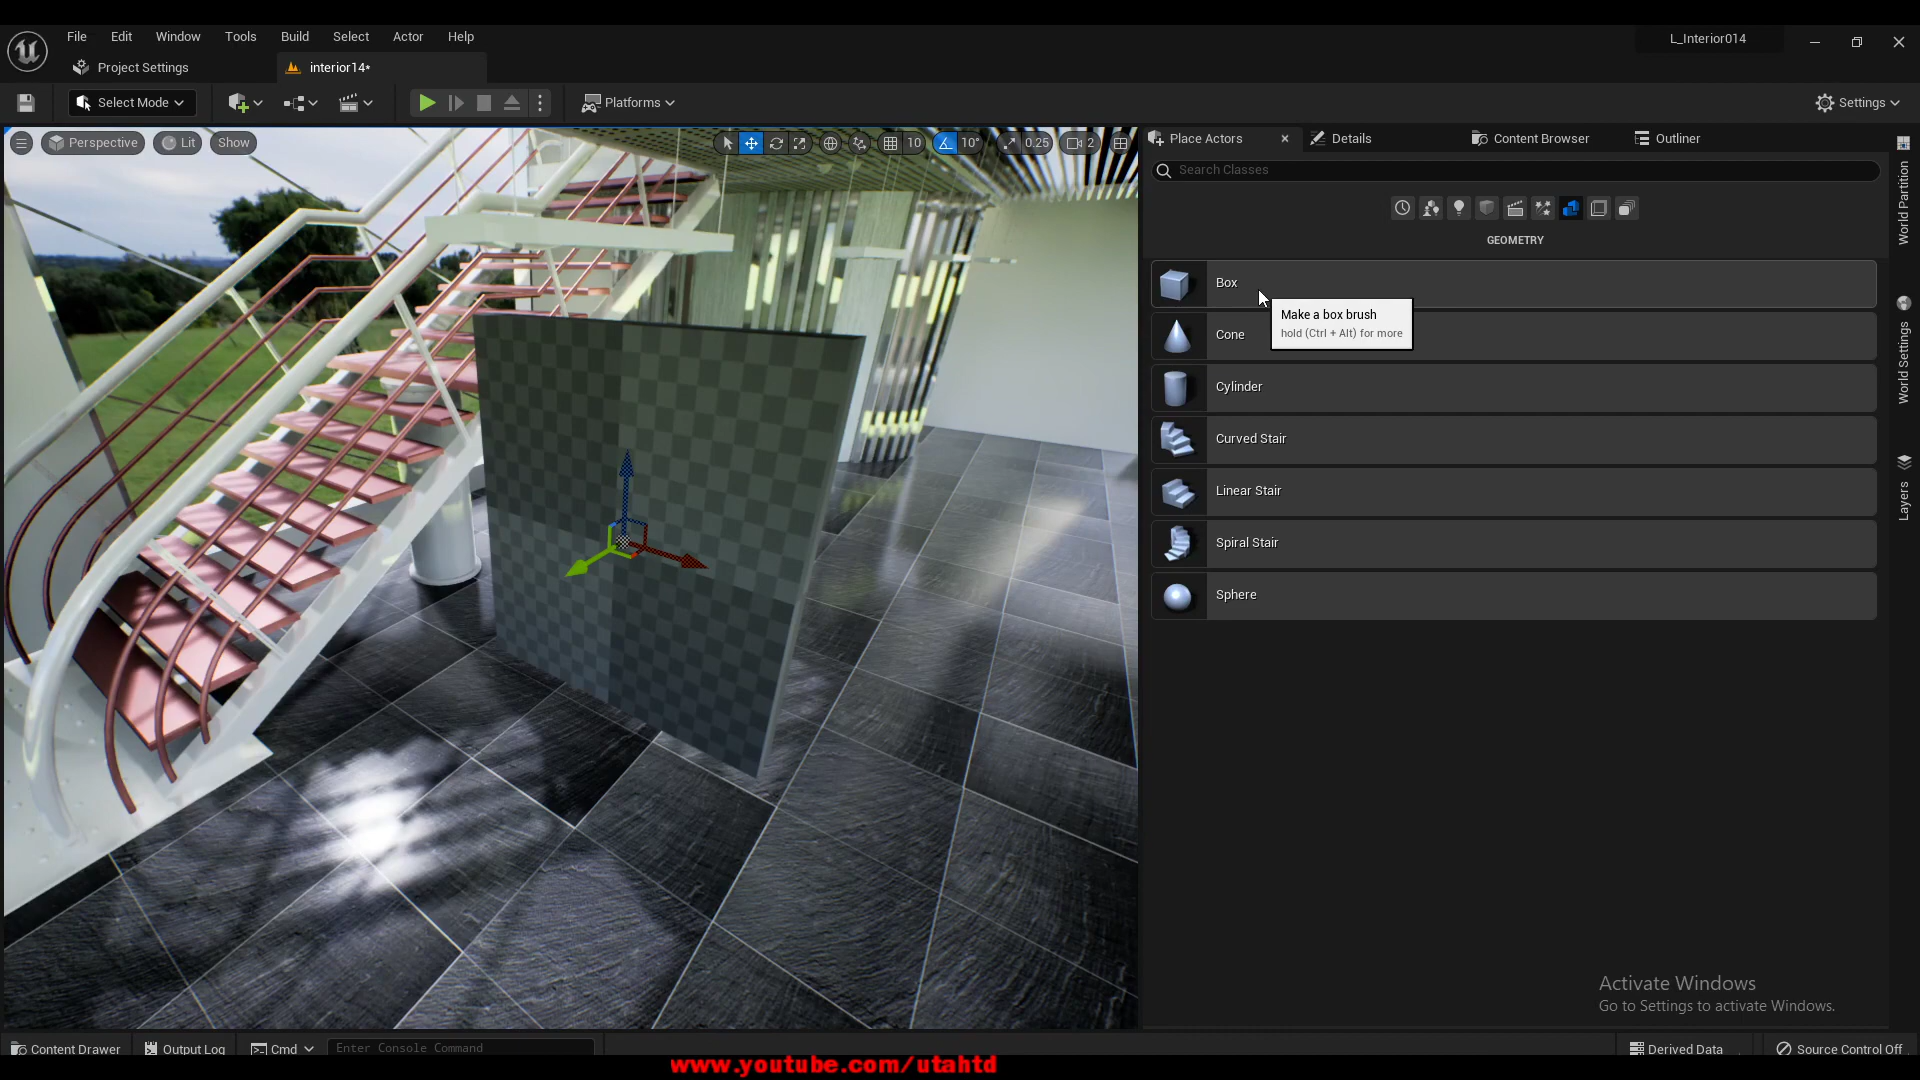 File Edit Window Tools Build Select Actor Help
L_Interior014
Project Settings
interior14*
Select Mode
Platforms
Settings
Perspective Lit Show
10 10° 0.25 2
Place Actors Details Content Browser Outliner
Search Classes
GEOMETRY
Box
Make a box brush
hold (Ctrl + Alt) for more
Cone
Cylinder
Curved Stair
Linear Stair
Spiral Stair
Sphere
World Partition
World Settings
Layers
Activate Windows
Go to Settings to activate Windows.
Content Drawer Output Log Cmd Enter Console Command Derived Data Source Control Off
www.youtube.com/utahtd